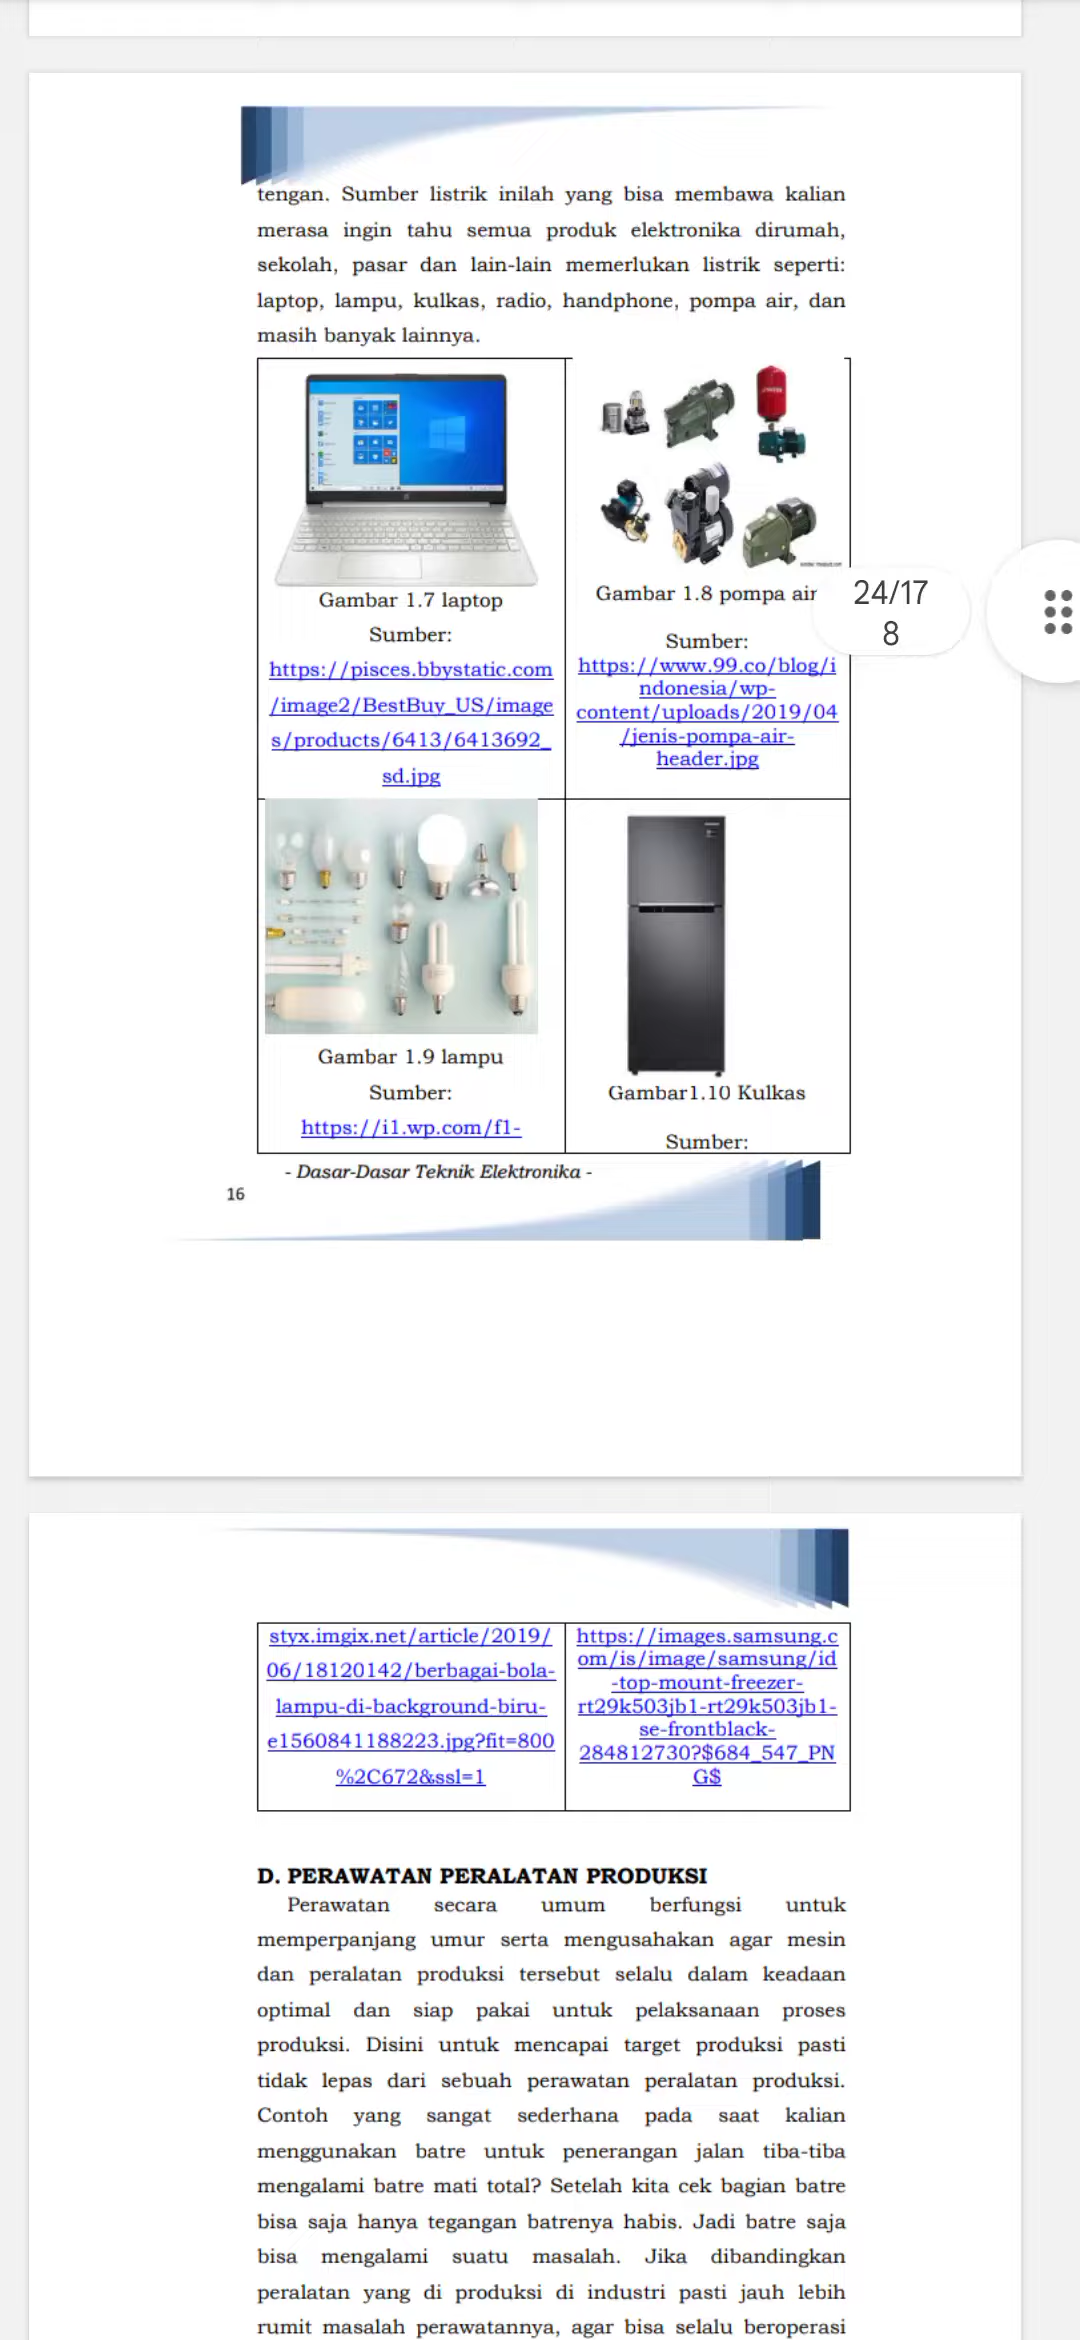 tengan. Sumber listrik inilah yang bisa membawa kalian
merasa ingin tahu semua produk elektronika dirumah,
sekolah, pasar dan lain-lain memerlukan listrik seperti:
laptop, lampu, kulkas, radio, handphone, pompa air, dan
masih banyak lainnya.
Gambar 1.7 laptop
Sumber:
https://pisces.bbystatic.com
/image2/BestBuy_US/image
s/products/6413/6413692_
sd.jpg
Gambar 1.8 pompa air
Sumber:
https://www.99.co/blog/i
ndonesia/wp-
content/uploads/2019/04
/jenis-pompa-air-
header.jpg
24/17
8
Gambar 1.9 lampu
Sumber:
https://i1.wp.com/f1-
Gambar1.10 Kulkas
Sumber:
- Dasar-Dasar Teknik Elektronika -
16
styx.imgix.net/article/2019/
06/18120142/berbagai-bola-
lampu-di-background-biru-
e1560841188223.jpg?fit=800
%2C672&ssl=1
https://images.samsung.c
om/is/image/samsung/id
-top-mount-freezer-
rt29k503jb1-rt29k503jb1-
se-frontblack-
284812730?$684_547_PN
G$
D. PERAWATAN PERALATAN PRODUKSI
Perawatan secara umum berfungsi untuk
memperpanjang umur serta mengusahakan agar mesin
dan peralatan produksi tersebut selalu dalam keadaan
optimal dan siap pakai untuk pelaksanaan proses
produksi. Disini untuk mencapai target produksi pasti
tidak lepas dari sebuah perawatan peralatan produksi.
Contoh yang sangat sederhana pada saat kalian
menggunakan batre untuk penerangan jalan tiba-tiba
mengalami batre mati total? Setelah kita cek bagian batre
bisa saja hanya tegangan batrenya habis. Jadi batre saja
bisa mengalami suatu masalah. Jika dibandingkan
peralatan yang di produksi di industri pasti jauh lebih
rumit masalah perawatannya, agar bisa selalu beroperasi